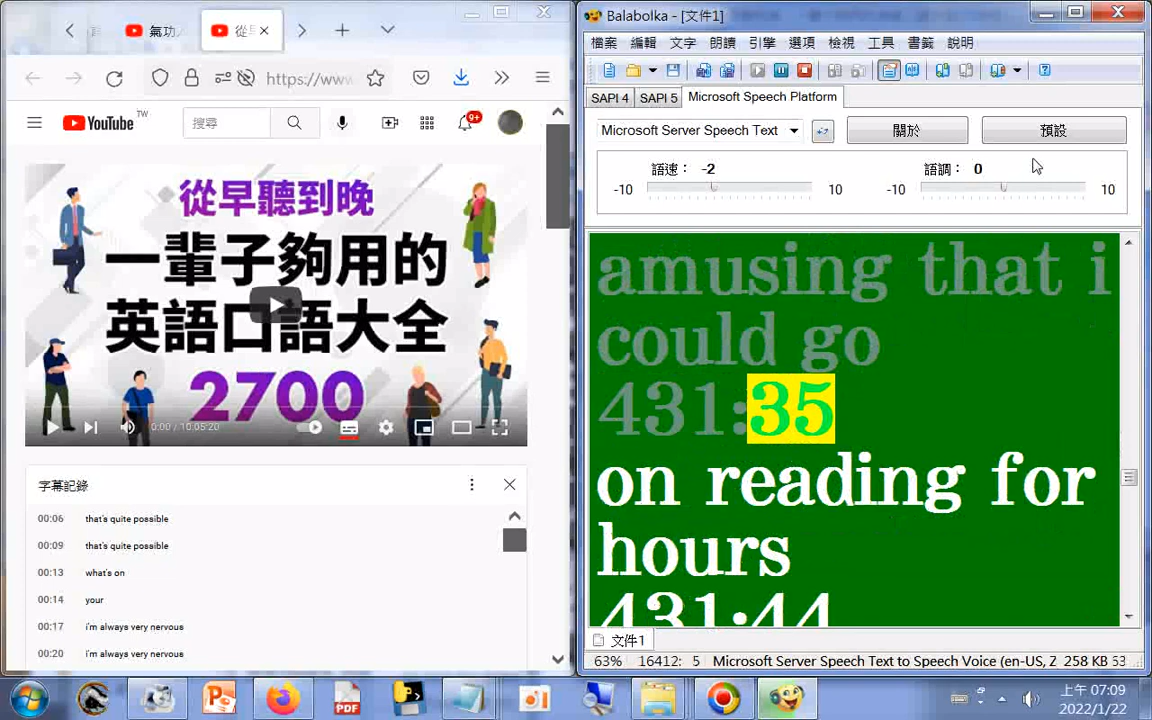 氣功
從
https://www
TW
YouTube
搜尋
9+
從早聽到晚
一輩子夠用的
英語口語大全
2700
0:00 / 10:05:20
字幕記錄
00:06 that's quite possible
00:09 that's quite possible
00:13 what's on
00:14 your
00:17 i'm always very nervous
00:20 i'm always very nervous
Balabolka - [文件1]
檔案 編輯 文字 朗讀 引擎 選項 檢視 工具 書籤 說明
SAPI 4 SAPI 5 Microsoft Speech Platform
Microsoft Server Speech Text 關於 預設
語速： -2 語調： 0
-10 10 -10 10
amusing that i
could go
431:35
on reading for
hours
431:44
文件1
63% 16412: 5 Microsoft Server Speech Text to Speech Voice (en-US, Z 258 KB 53
PDF
上午 07:09
2022/1/22